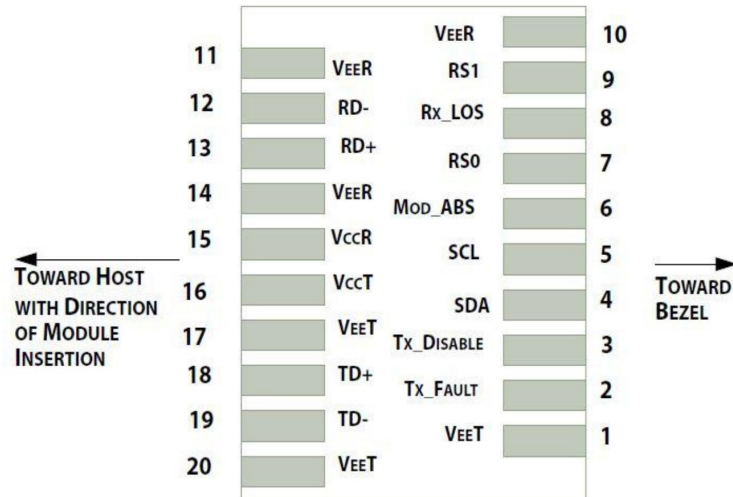 11 VEER
12 RD-
13 RD+
14 VEER
15 VCCR
16 VCCT
17 VEET
18 TD+
19 TD-
20 VEET
VEER 10
RS1 9
RX_LOS 8
RS0 7
MOD_ABS 6
SCL 5
SDA 4
TX_DISABLE 3
TX_FAULT 2
VEET 1
TOWARD HOST
WITH DIRECTION
OF MODULE
INSERTION
TOWARD
BEZEL